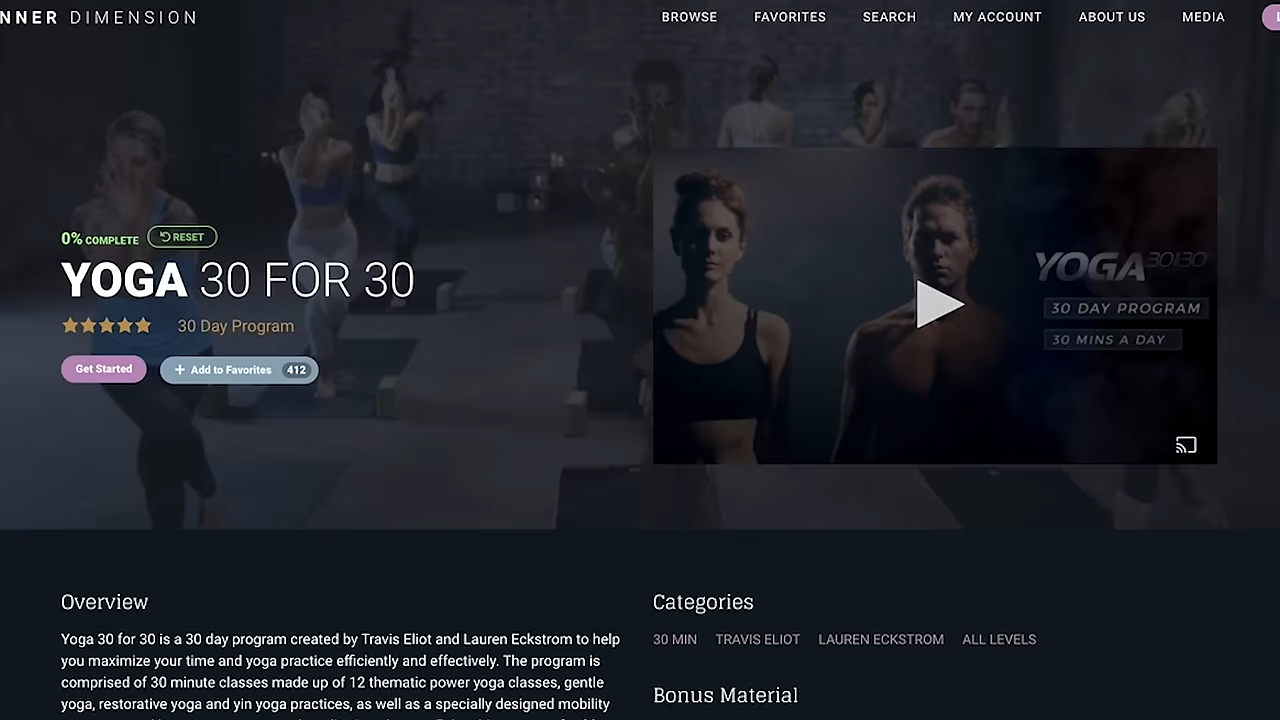 NNER DIMENSION
BROWSE FAVORITES SEARCH MY ACCOUNT ABOUT US MEDIA
0% COMPLETE RESET
YOGA 30 FOR 30
30 Day Program
Get Started
+ Add to Favorites 412
YOGA 30|30
30 DAY PROGRAM
30 MINS A DAY
Overview
Yoga 30 for 30 is a 30 day program created by Travis Eliot and Lauren Eckstrom to help
you maximize your time and yoga practice efficiently and effectively. The program is
comprised of 30 minute classes made up of 12 thematic power yoga classes, gentle
yoga, restorative yoga and yin yoga practices, as well as a specially designed mobility
Categories
30 MIN TRAVIS ELIOT LAUREN ECKSTROM ALL LEVELS
Bonus Material